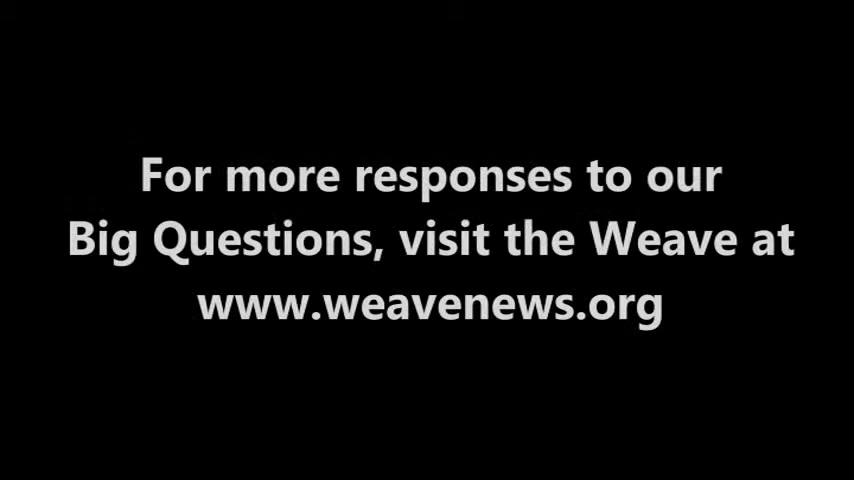 For more responses to our
Big Questions, visit the Weave at
www.weavenews.org